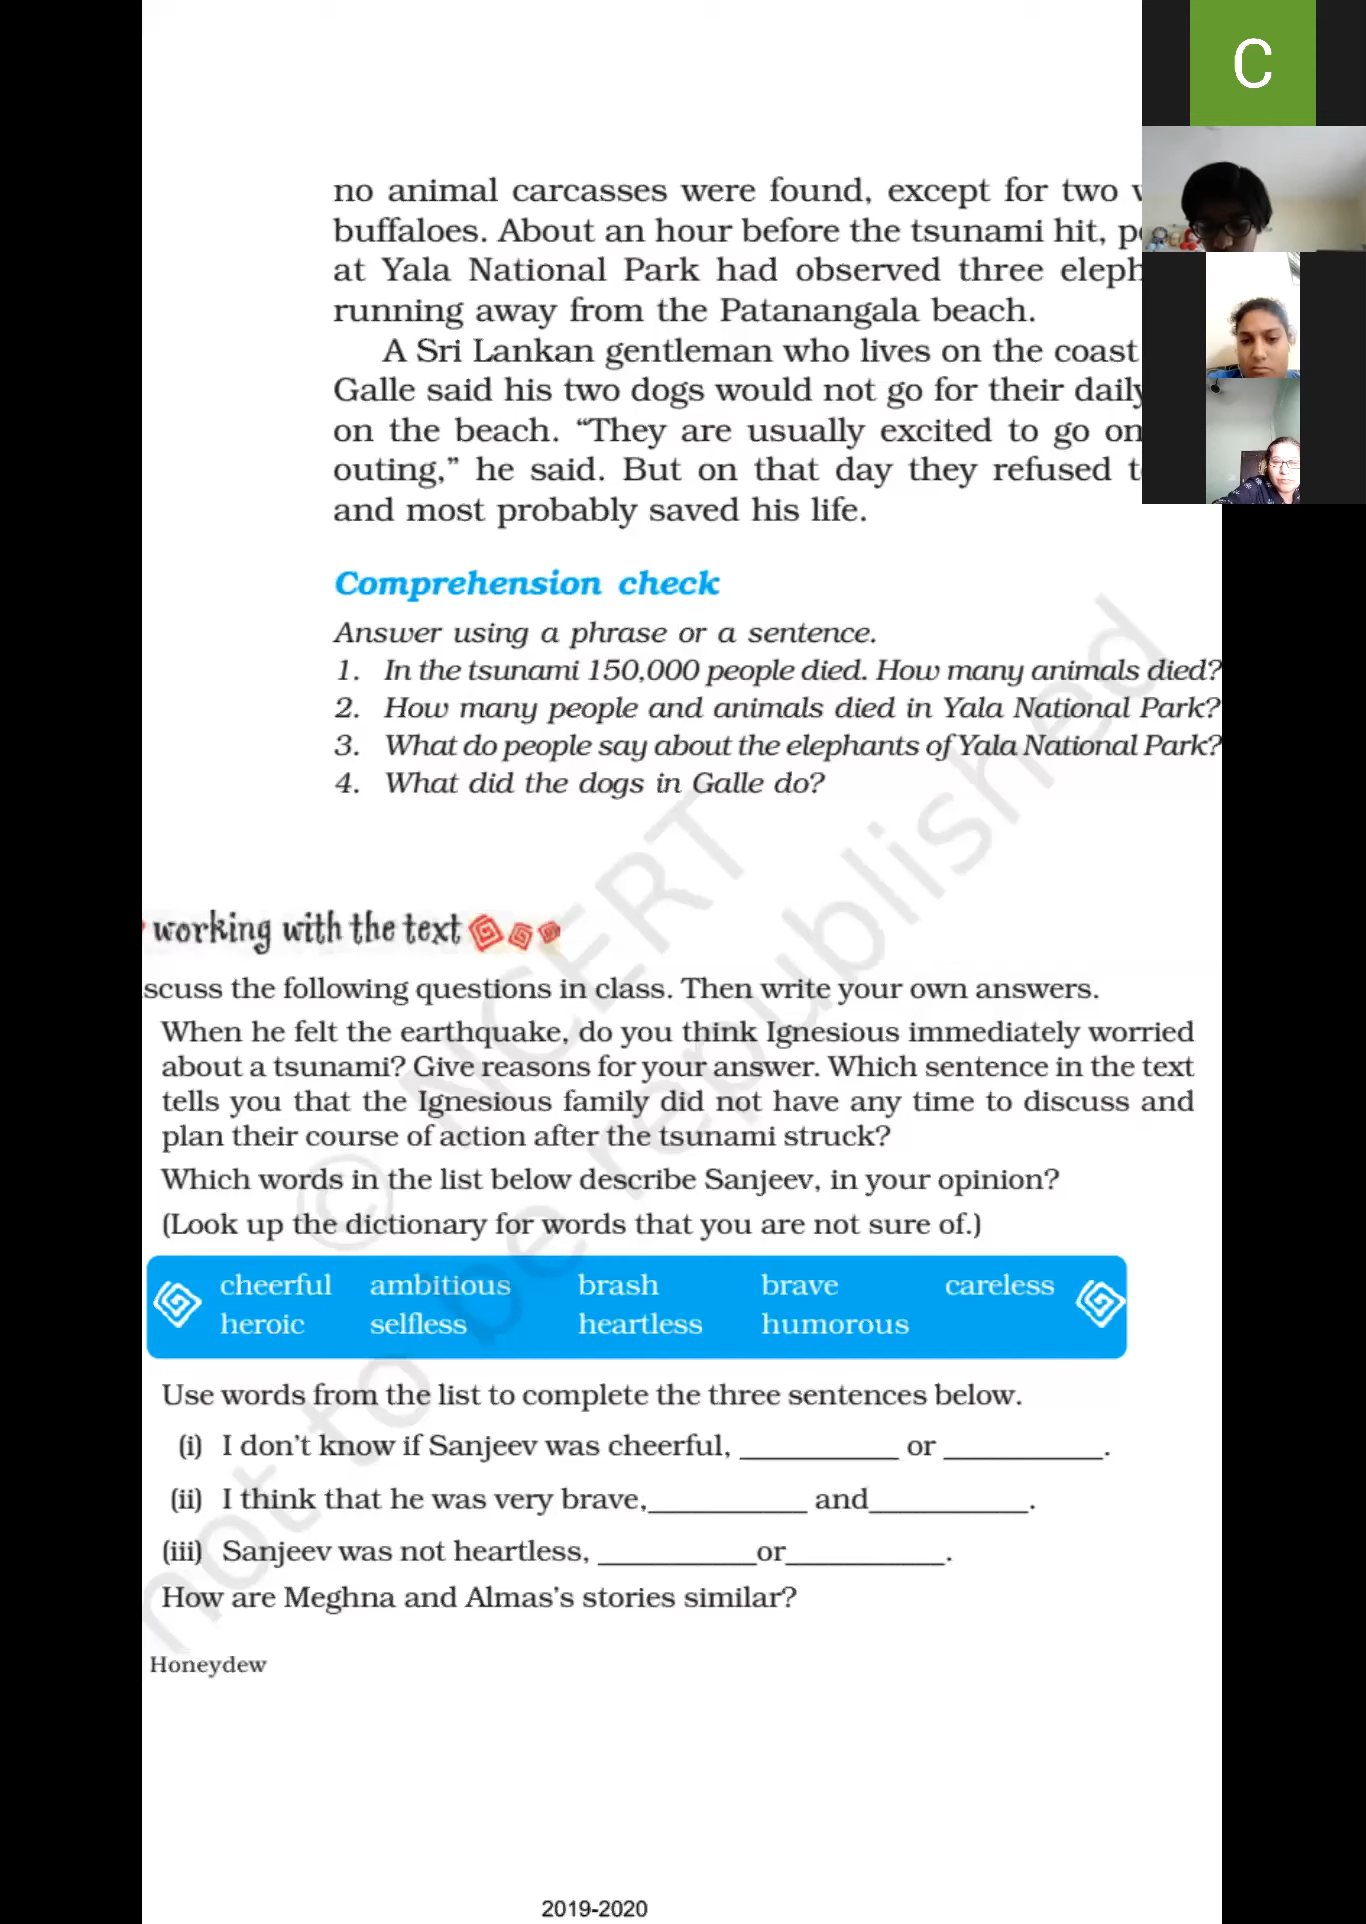 C
no animal carcasses were found, except for two
buffaloes. About an hour before the tsunami hit,
at Yala National Park had observed three
running away from the Patanangala beach.
A Sri Lankan gentleman who lives on the coast
Galle said his two dogs would not go for their daily
on the beach. “They are usually excited to go on
outing,” he said. But on that day they refused
and most probably saved his life.
Comprehension check
Answer using a phrase or a sentence.
1. In the tsunami 150,000 people died. How many animals died?
2. How many people and animals died in Yala National Park?
3. What do people say about the elephants of Yala National Park?
4. What did the dogs in Galle do?
working with the text
scuss the following questions in class. Then write your own answers.
When he felt the earthquake, do you think Ignesious immediately worried
about a tsunami? Give reasons for your answer. Which sentence in the text
tells you that the Ignesious family did not have any time to discuss and
plan their course of action after the tsunami struck?
Which words in the list below describe Sanjeev, in your opinion?
(Look up the dictionary for words that you are not sure of.)
cheerful ambitious brash brave careless
heroic selfless heartless humorous
Use words from the list to complete the three sentences below.
(i) I don’t know if Sanjeev was cheerful, __________ or __________.
(ii) I think that he was very brave,__________ and__________.
(iii) Sanjeev was not heartless, __________or__________.
How are Meghna and Almas’s stories similar?
Honeydew
2019-2020
© NCERT
not to be republished